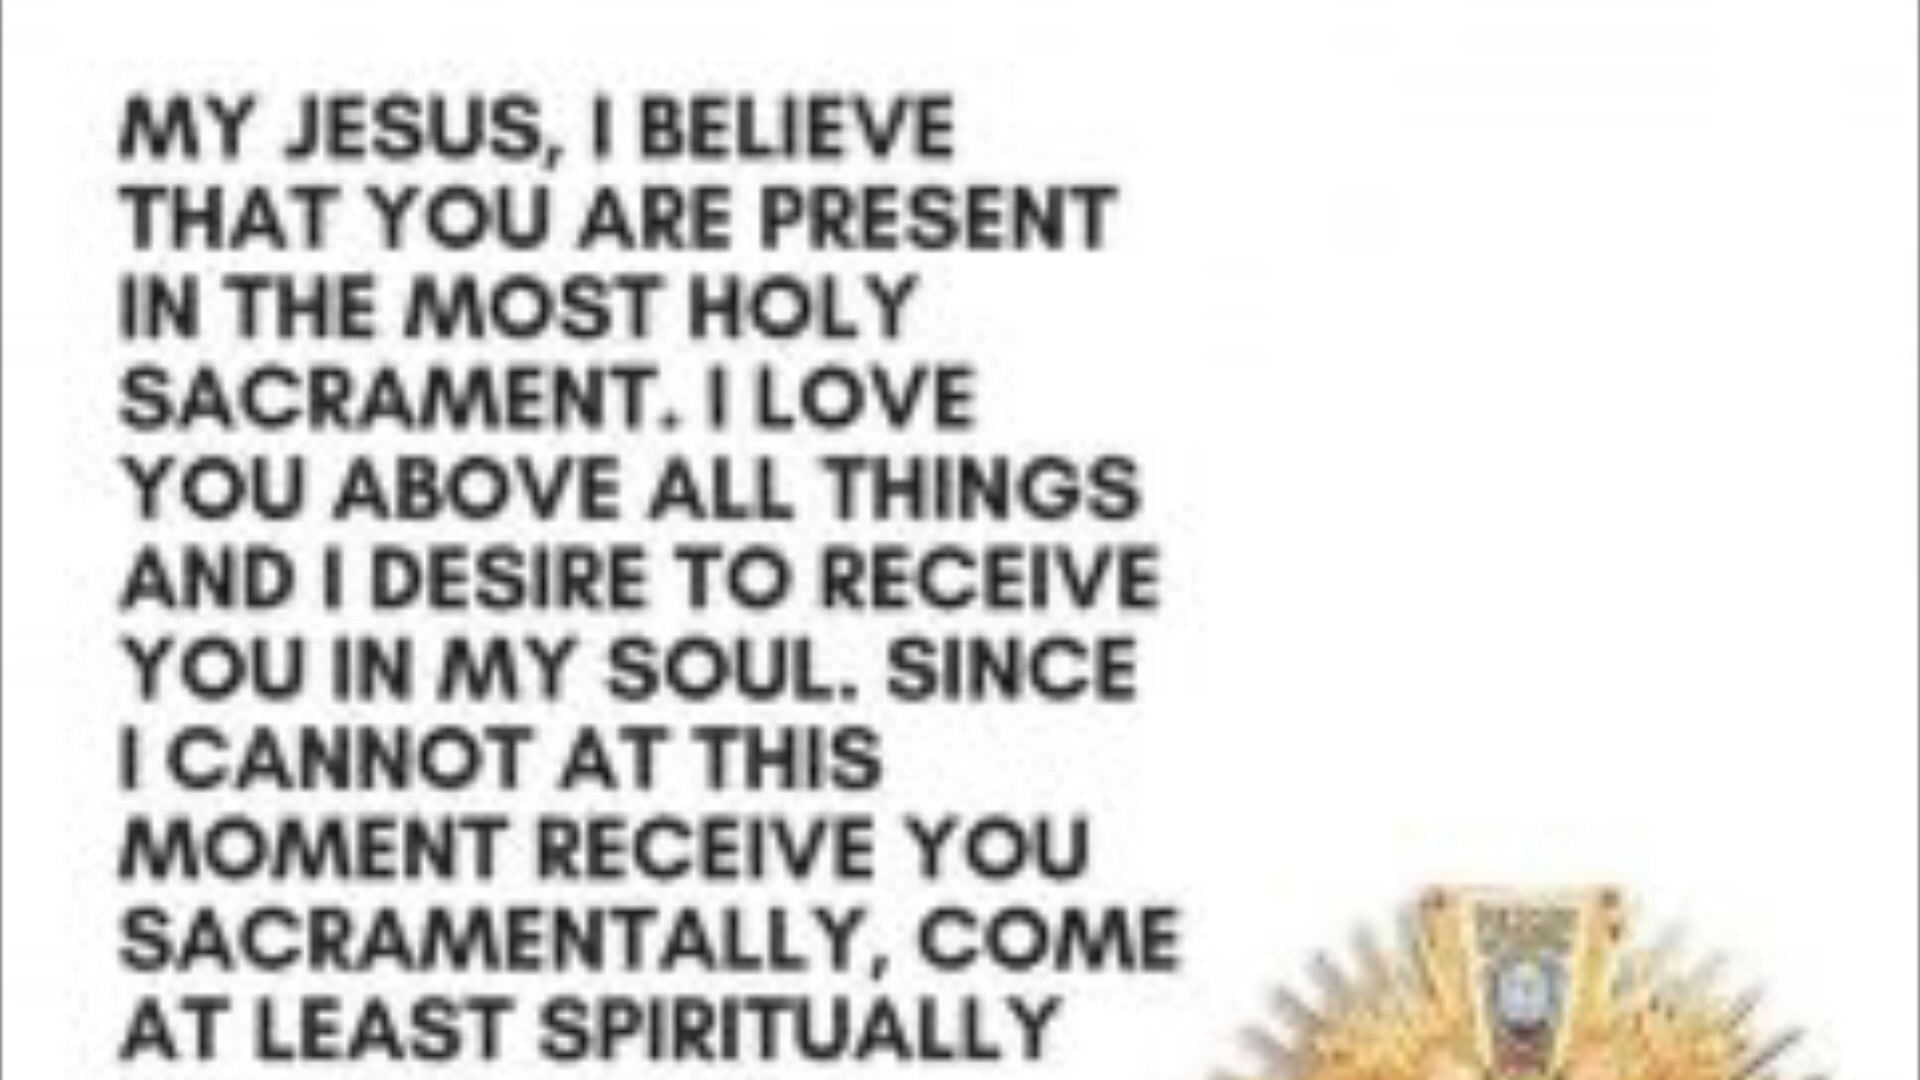 MY JESUS, I BELIEVE
THAT YOU ARE PRESENT
IN THE MOST HOLY
SACRAMENT. I LOVE
YOU ABOVE ALL THINGS
AND I DESIRE TO RECEIVE
YOU IN MY SOUL. SINCE
I CANNOT AT THIS
MOMENT RECEIVE YOU
SACRAMENTALLY, COME
AT LEAST SPIRITUALLY